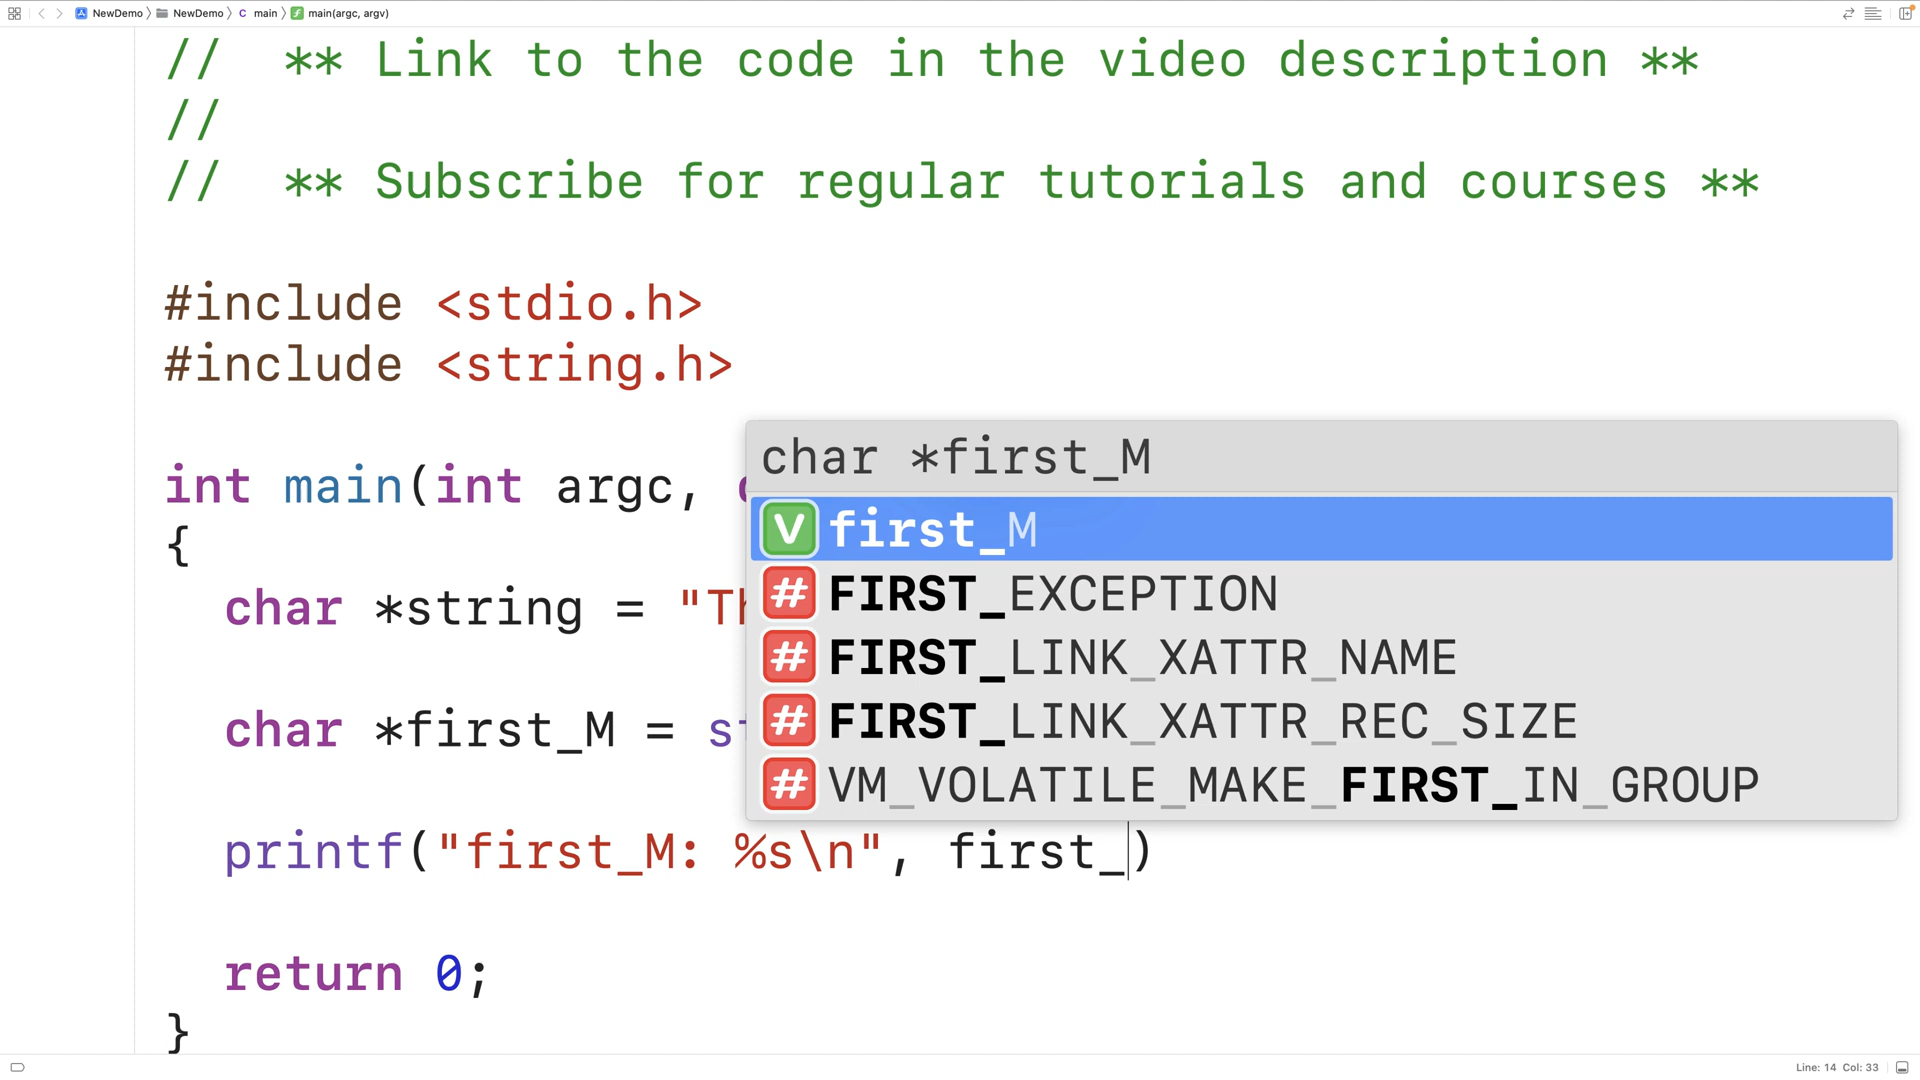 NewDemo NewDemo C main f main(argc, argv)
// ** Link to the code in the video description **
//
// ** Subscribe for regular tutorials and courses **
#include <stdio.h>
#include <string.h>
int main(int argc,
{
char *string = "Th
char *first_M = st
char *first_M
V first_M
# FIRST_EXCEPTION
# FIRST_LINK_XATTR_NAME
# FIRST_LINK_XATTR_REC_SIZE
# VM_VOLATILE_MAKE_FIRST_IN_GROUP
printf("first_M: %s\n", first_)
return 0;
}
Line: 14 Col: 33